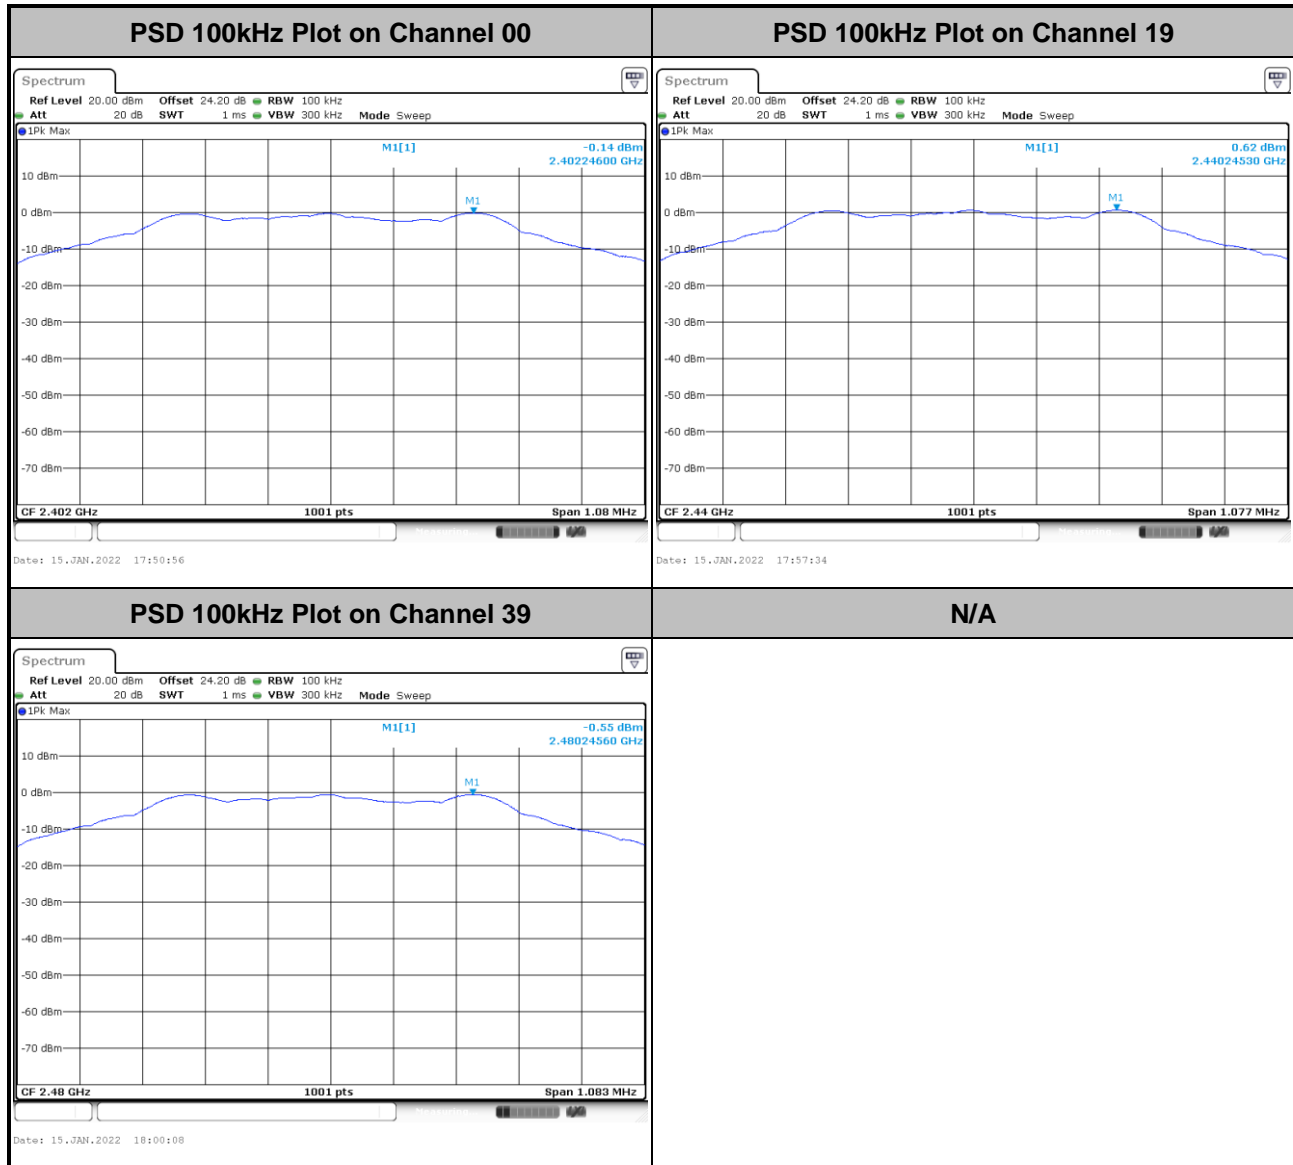 PSD 100kHz Plot on Channel 00
PSD 100kHz Plot on Channel 19
Spectrum
Ref Level 20.00 dBm Offset 24.20 dB RBW 100 kHz
Att 20 dB SWT 1 ms VBW 300 kHz Mode Sweep
1Pk Max
M1[1] -0.14 dBm
2.40224600 GHz
M1
10 dBm
0 dBm
-10 dBm
-20 dBm
-30 dBm
-40 dBm
-50 dBm
-60 dBm
-70 dBm
CF 2.402 GHz 1001 pts Span 1.08 MHz
Date: 15.JAN.2022 17:50:56
Spectrum
Ref Level 20.00 dBm Offset 24.20 dB RBW 100 kHz
Att 20 dB SWT 1 ms VBW 300 kHz Mode Sweep
1Pk Max
M1[1] 0.62 dBm
2.44024530 GHz
M1
10 dBm
0 dBm
-10 dBm
-20 dBm
-30 dBm
-40 dBm
-50 dBm
-60 dBm
-70 dBm
CF 2.44 GHz 1001 pts Span 1.077 MHz
Date: 15.JAN.2022 17:57:34
PSD 100kHz Plot on Channel 39
N/A
Spectrum
Ref Level 20.00 dBm Offset 24.20 dB RBW 100 kHz
Att 20 dB SWT 1 ms VBW 300 kHz Mode Sweep
1Pk Max
M1[1] -0.55 dBm
2.48024560 GHz
M1
10 dBm
0 dBm
-10 dBm
-20 dBm
-30 dBm
-40 dBm
-50 dBm
-60 dBm
-70 dBm
CF 2.48 GHz 1001 pts Span 1.083 MHz
Date: 15.JAN.2022 18:00:08